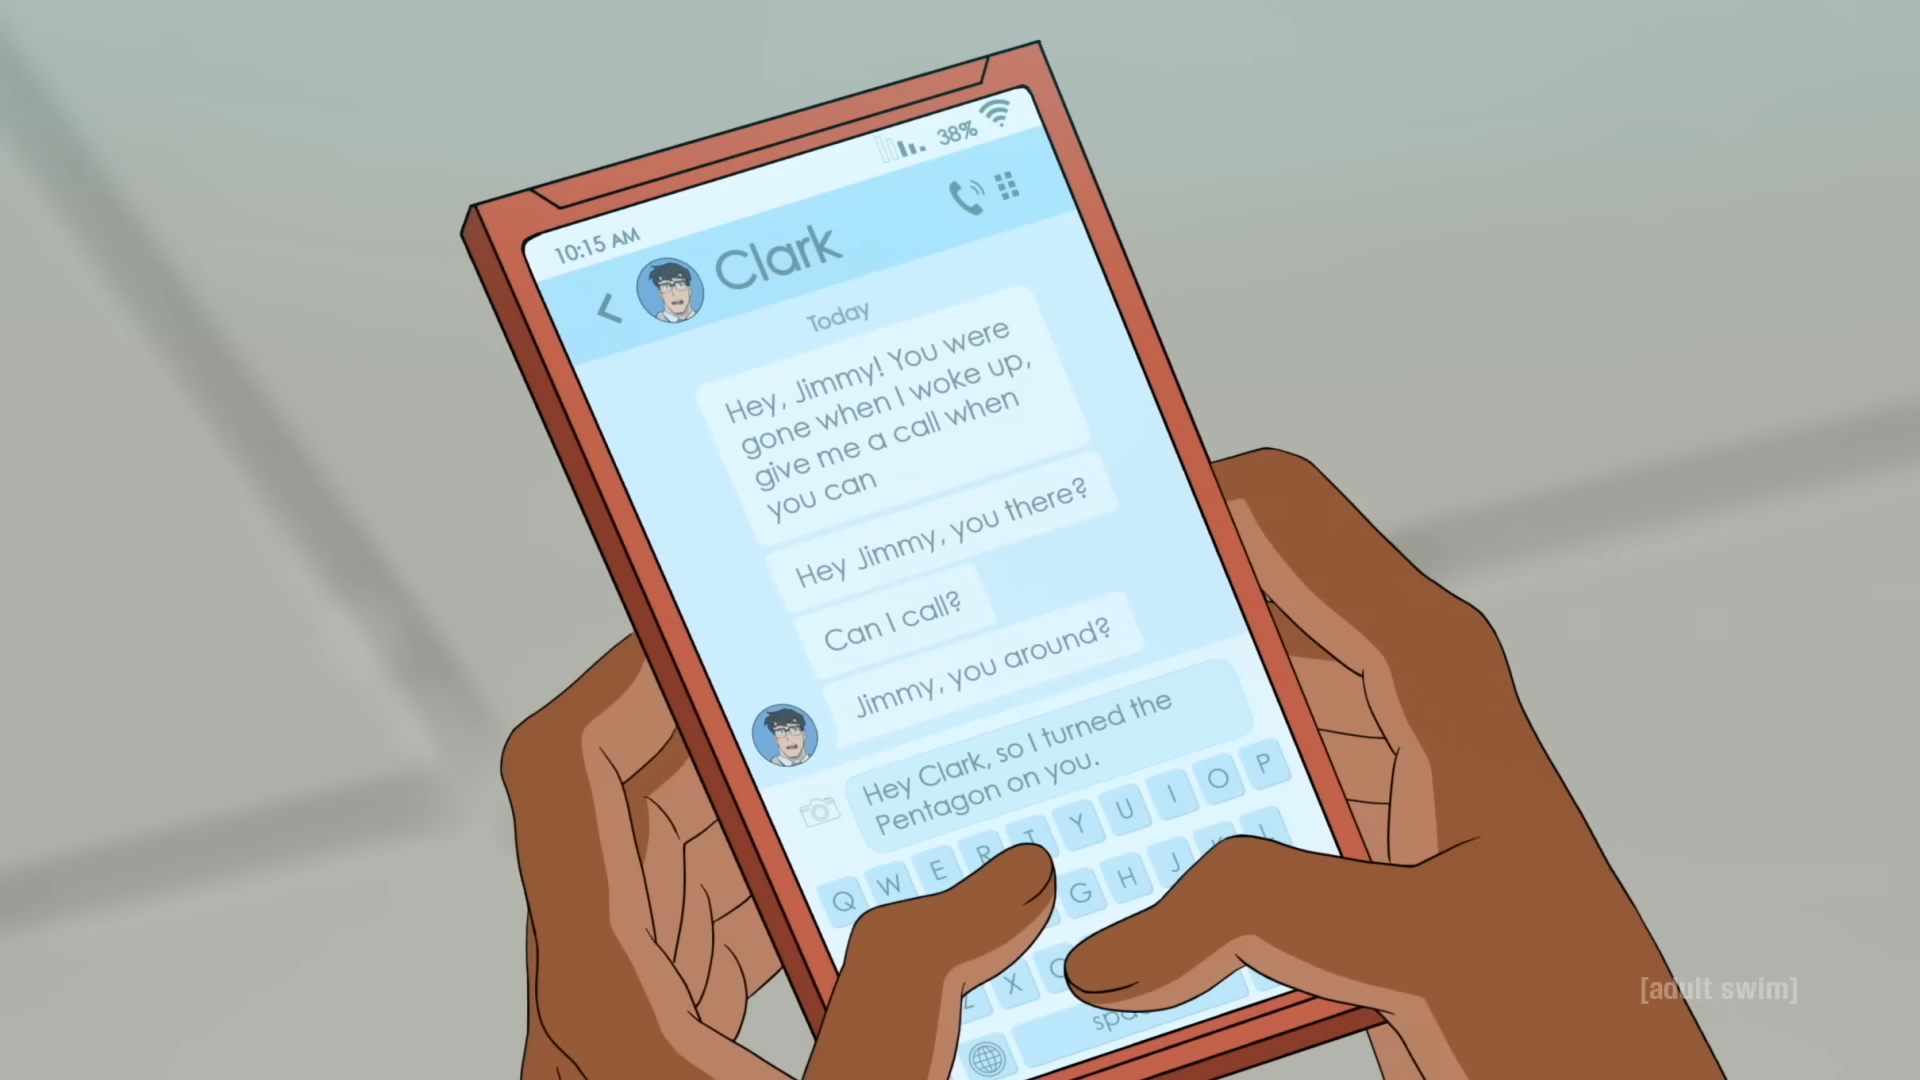 10:15 AM
38%
Clark
Today
Hey, Jimmy! You were
gone when I woke up,
give me a call when
you can
Hey Jimmy, you there?
Can I call?
Jimmy, you around?
Hey Clark, so I turned the
Pentagon on you.
Q W E R T Y U I O P
G H J K L
Z X C
spa
[adult swim]